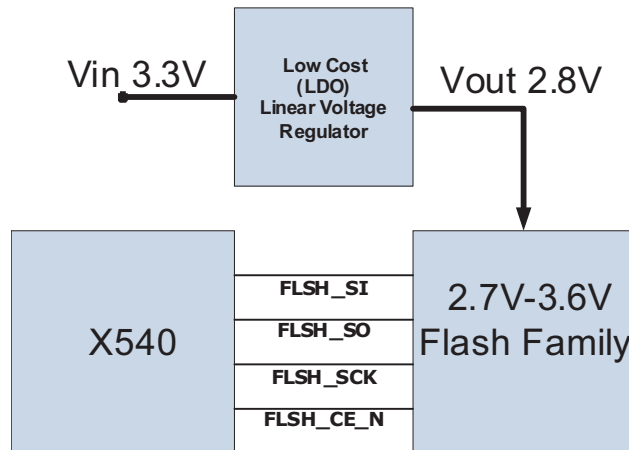 Vin 3.3V
Low Cost
(LDO)
Linear Voltage
Regulator
Vout 2.8V
X540
FLSH_SI
FLSH_SO
FLSH_SCK
FLSH_CE_N
2.7V-3.6V
Flash Family